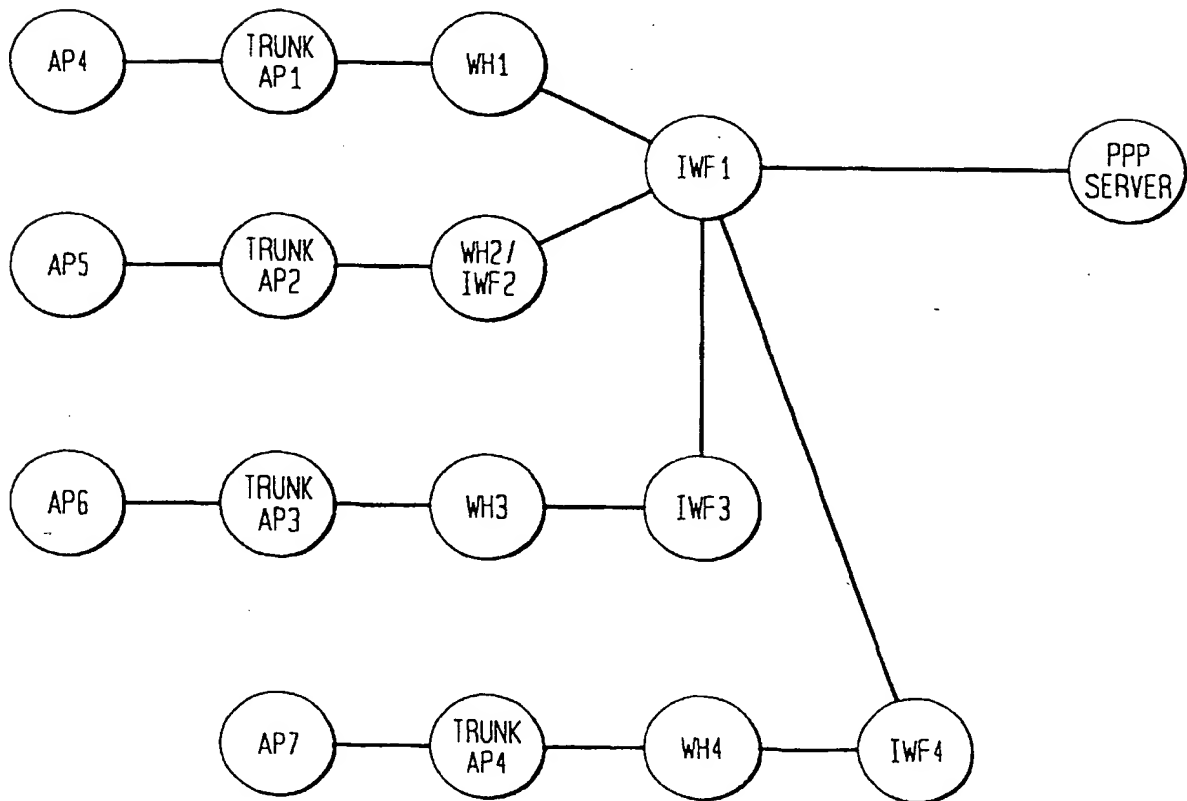 AP4
TRUNK
AP1
WH1
IWF1
PPP
SERVER
AP5
TRUNK
AP2
WH2/
IWF2
AP6
TRUNK
AP3
WH3
IWF3
AP7
TRUNK
AP4
WH4
IWF4